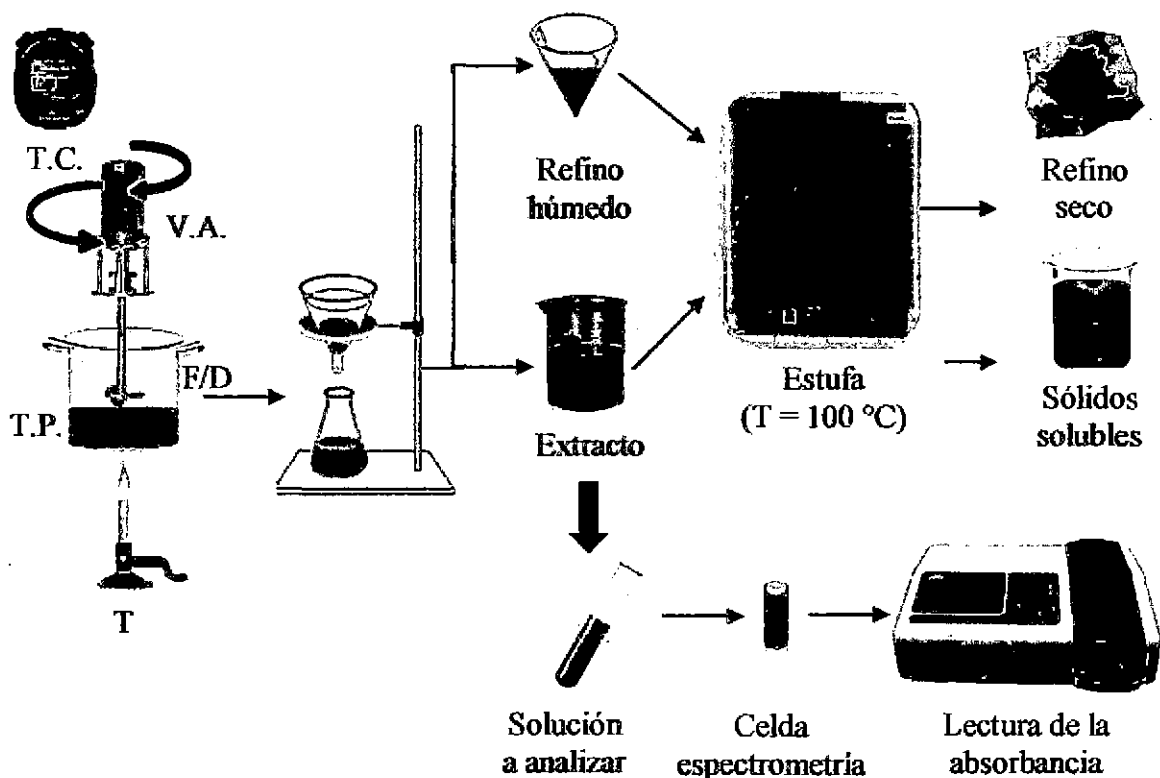 T.C.
V.A.
F/D
T.P.
T
Refino
húmedo
Extracto
Estufa
(T = 100 °C)
Refino
seco
Sólidos
solubles
Solución
a analizar
Celda
espectrometría
Lectura de la
absorbancia